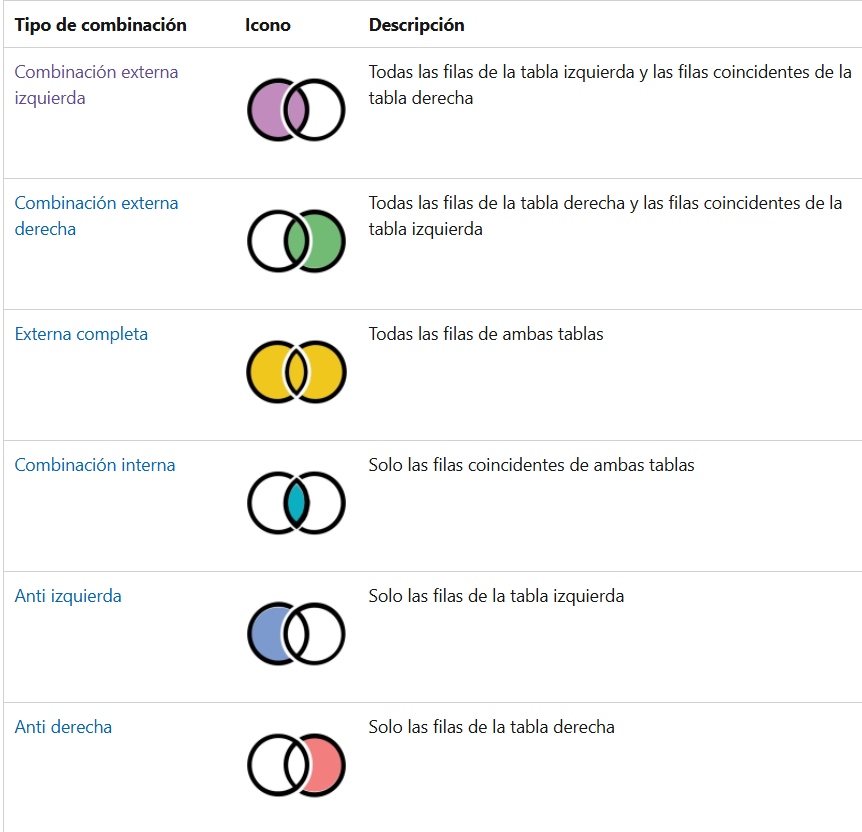 Tipo de combinación Icono Descripción
Combinación externa
izquierda
Todas las filas de la tabla izquierda y las filas coincidentes de la
tabla derecha
Combinación externa
derecha
Todas las filas de la tabla derecha y las filas coincidentes de la
tabla izquierda
Externa completa
Todas las filas de ambas tablas
Combinación interna
Solo las filas coincidentes de ambas tablas
Anti izquierda
Solo las filas de la tabla izquierda
Anti derecha
Solo las filas de la tabla derecha